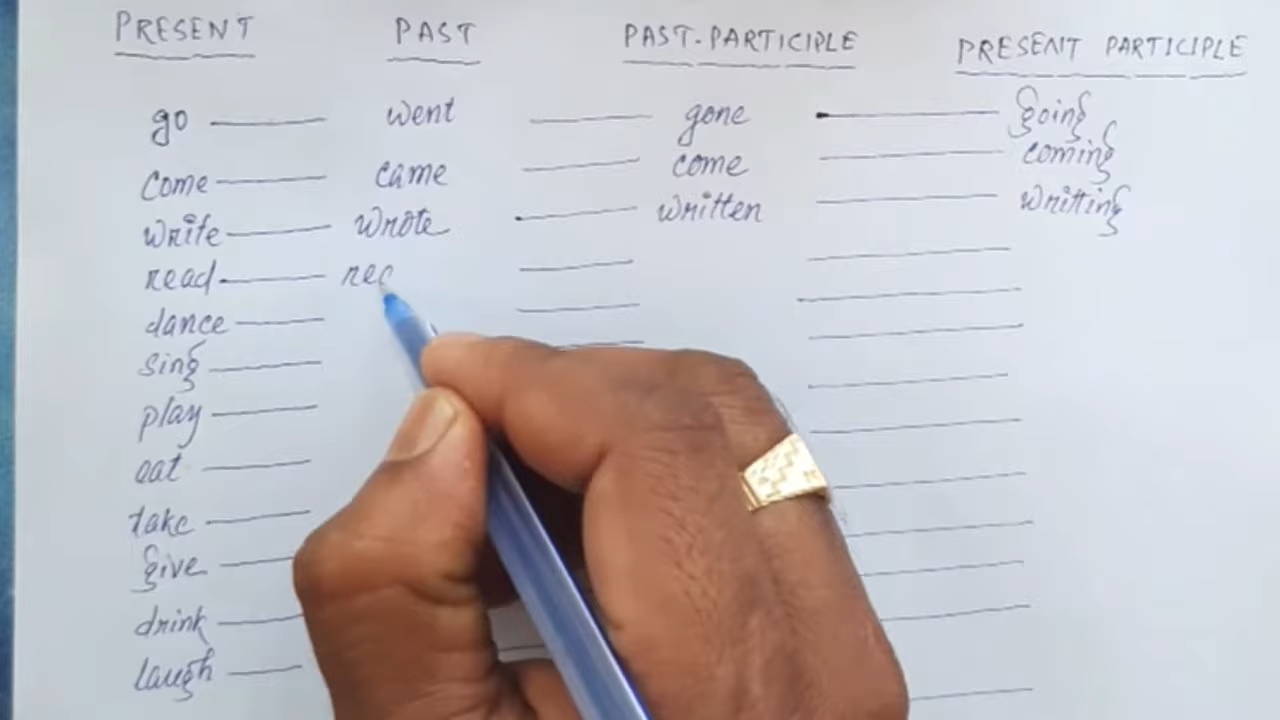 PRESENT PAST PAST-PARTICIPLE PRESENT PARTICIPLE
go went gone going
come came come coming
write wrote written writting
read rea
dance
sing
play
eat
take
give
drink
laugh